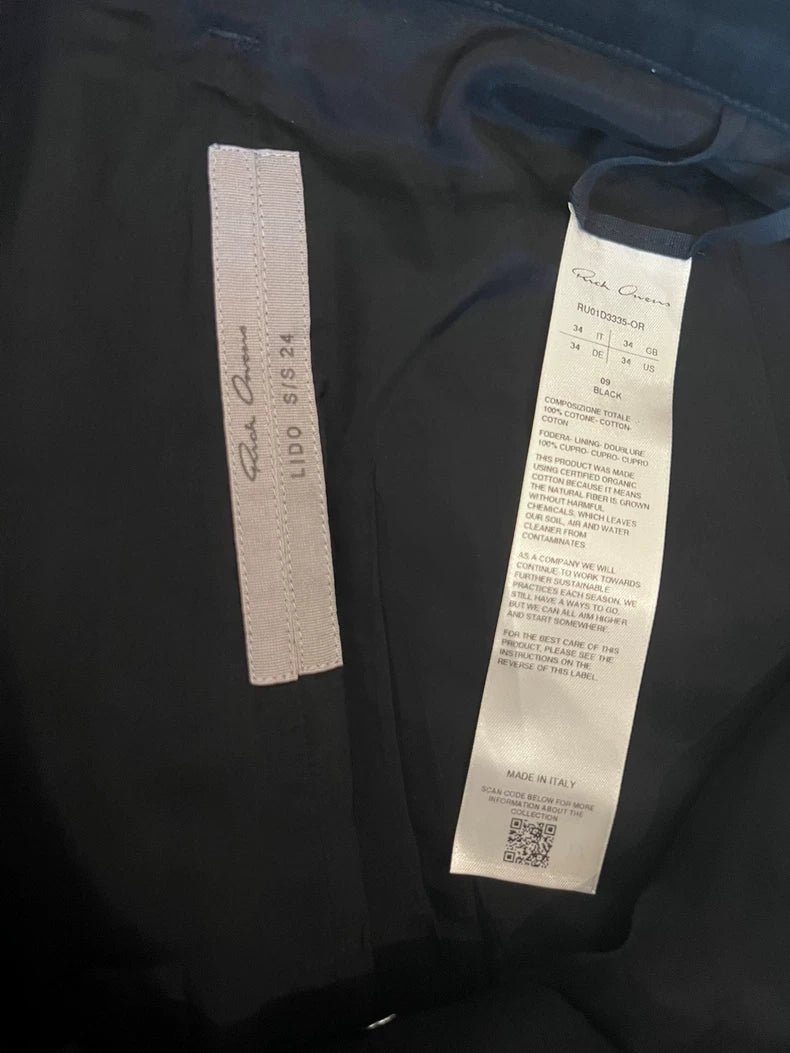 Rick Owens
LIDO S/S 24
Rick Owens
RU01D3335-OR
34 IT 34 GB
34 DE 34 US
09
BLACK
COMPOSIZIONE TOTALE
100% COTONE- COTTON-
COTON
FODERA- LINING- DOUBLURE
100% CUPRO- CUPRO- CUPRO
THIS PRODUCT WAS MADE
USING CERTIFIED ORGANIC
COTTON BECAUSE IT MEANS
THE NATURAL FIBER IS GROWN
WITHOUT HARMFUL
CHEMICALS, WHICH LEAVES
OUR SOIL, AIR AND WATER
CLEANER FROM
CONTAMINATES
AS A COMPANY WE WILL
CONTINUE TO WORK TOWARDS
FURTHER SUSTAINABLE
PRACTICES EACH SEASON. WE
STILL HAVE A WAYS TO GO,
BUT WE CAN ALL AIM HIGHER
AND START SOMEWHERE
FOR THE BEST CARE OF THIS
PRODUCT, PLEASE SEE THE
INSTRUCTIONS ON THE
REVERSE OF THIS LABEL.
MADE IN ITALY
SCAN CODE BELOW FOR MORE
INFORMATION ABOUT THE
COLLECTION